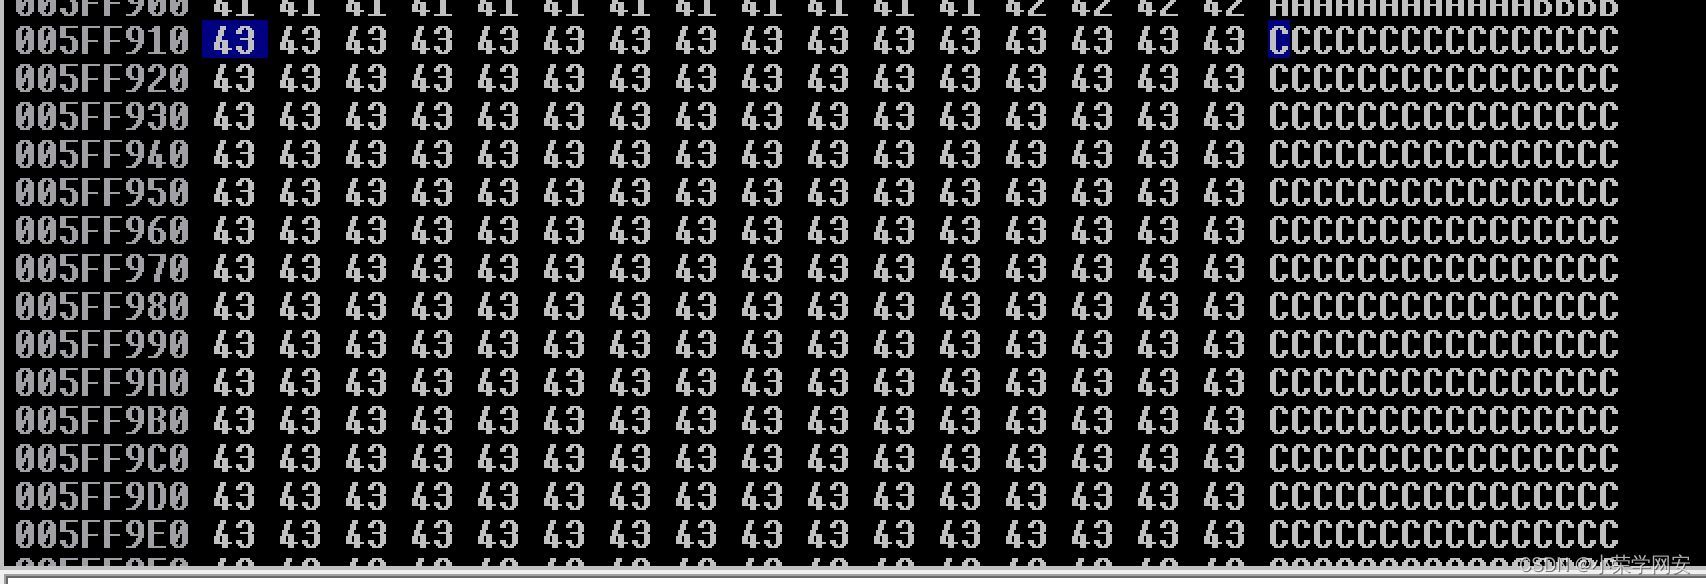 005FF900 41 41 41 41 41 41 41 41 41 41 41 41 42 42 42 42 AAAAAAAAAAAABBBB
005FF910 43 43 43 43 43 43 43 43 43 43 43 43 43 43 43 43 CCCCCCCCCCCCCCCC
005FF920 43 43 43 43 43 43 43 43 43 43 43 43 43 43 43 43 CCCCCCCCCCCCCCCC
005FF930 43 43 43 43 43 43 43 43 43 43 43 43 43 43 43 43 CCCCCCCCCCCCCCCC
005FF940 43 43 43 43 43 43 43 43 43 43 43 43 43 43 43 43 CCCCCCCCCCCCCCCC
005FF950 43 43 43 43 43 43 43 43 43 43 43 43 43 43 43 43 CCCCCCCCCCCCCCCC
005FF960 43 43 43 43 43 43 43 43 43 43 43 43 43 43 43 43 CCCCCCCCCCCCCCCC
005FF970 43 43 43 43 43 43 43 43 43 43 43 43 43 43 43 43 CCCCCCCCCCCCCCCC
005FF980 43 43 43 43 43 43 43 43 43 43 43 43 43 43 43 43 CCCCCCCCCCCCCCCC
005FF990 43 43 43 43 43 43 43 43 43 43 43 43 43 43 43 43 CCCCCCCCCCCCCCCC
005FF9A0 43 43 43 43 43 43 43 43 43 43 43 43 43 43 43 43 CCCCCCCCCCCCCCCC
005FF9B0 43 43 43 43 43 43 43 43 43 43 43 43 43 43 43 43 CCCCCCCCCCCCCCCC
005FF9C0 43 43 43 43 43 43 43 43 43 43 43 43 43 43 43 43 CCCCCCCCCCCCCCCC
005FF9D0 43 43 43 43 43 43 43 43 43 43 43 43 43 43 43 43 CCCCCCCCCCCCCCCC
005FF9E0 43 43 43 43 43 43 43 43 43 43 43 43 43 43 43 43 CCCCCCCCCCCCCCCC
CSDN @小荣学网安